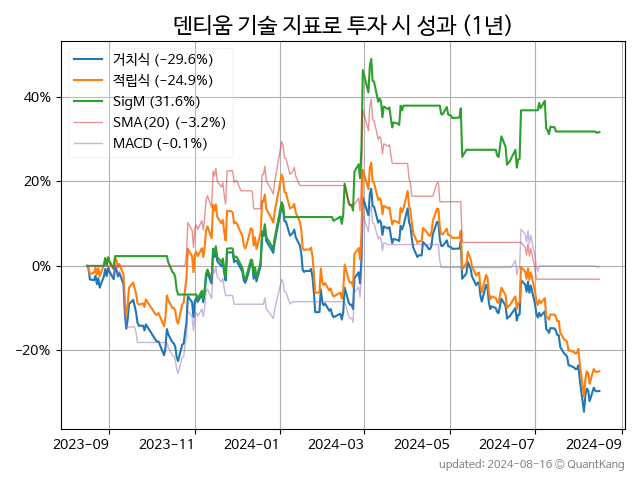 덴티움 기술 지표로 투자 시 성과 (1년)
거치식 (-29.6%)
적립식 (-24.9%)
SigM (31.6%)
SMA(20) (-3.2%)
MACD (-0.1%)
40%
20%
0%
-20%
2023-09 2023-11 2024-01 2024-03 2024-05 2024-07 2024-09
updated: 2024-08-16 © QuantKang